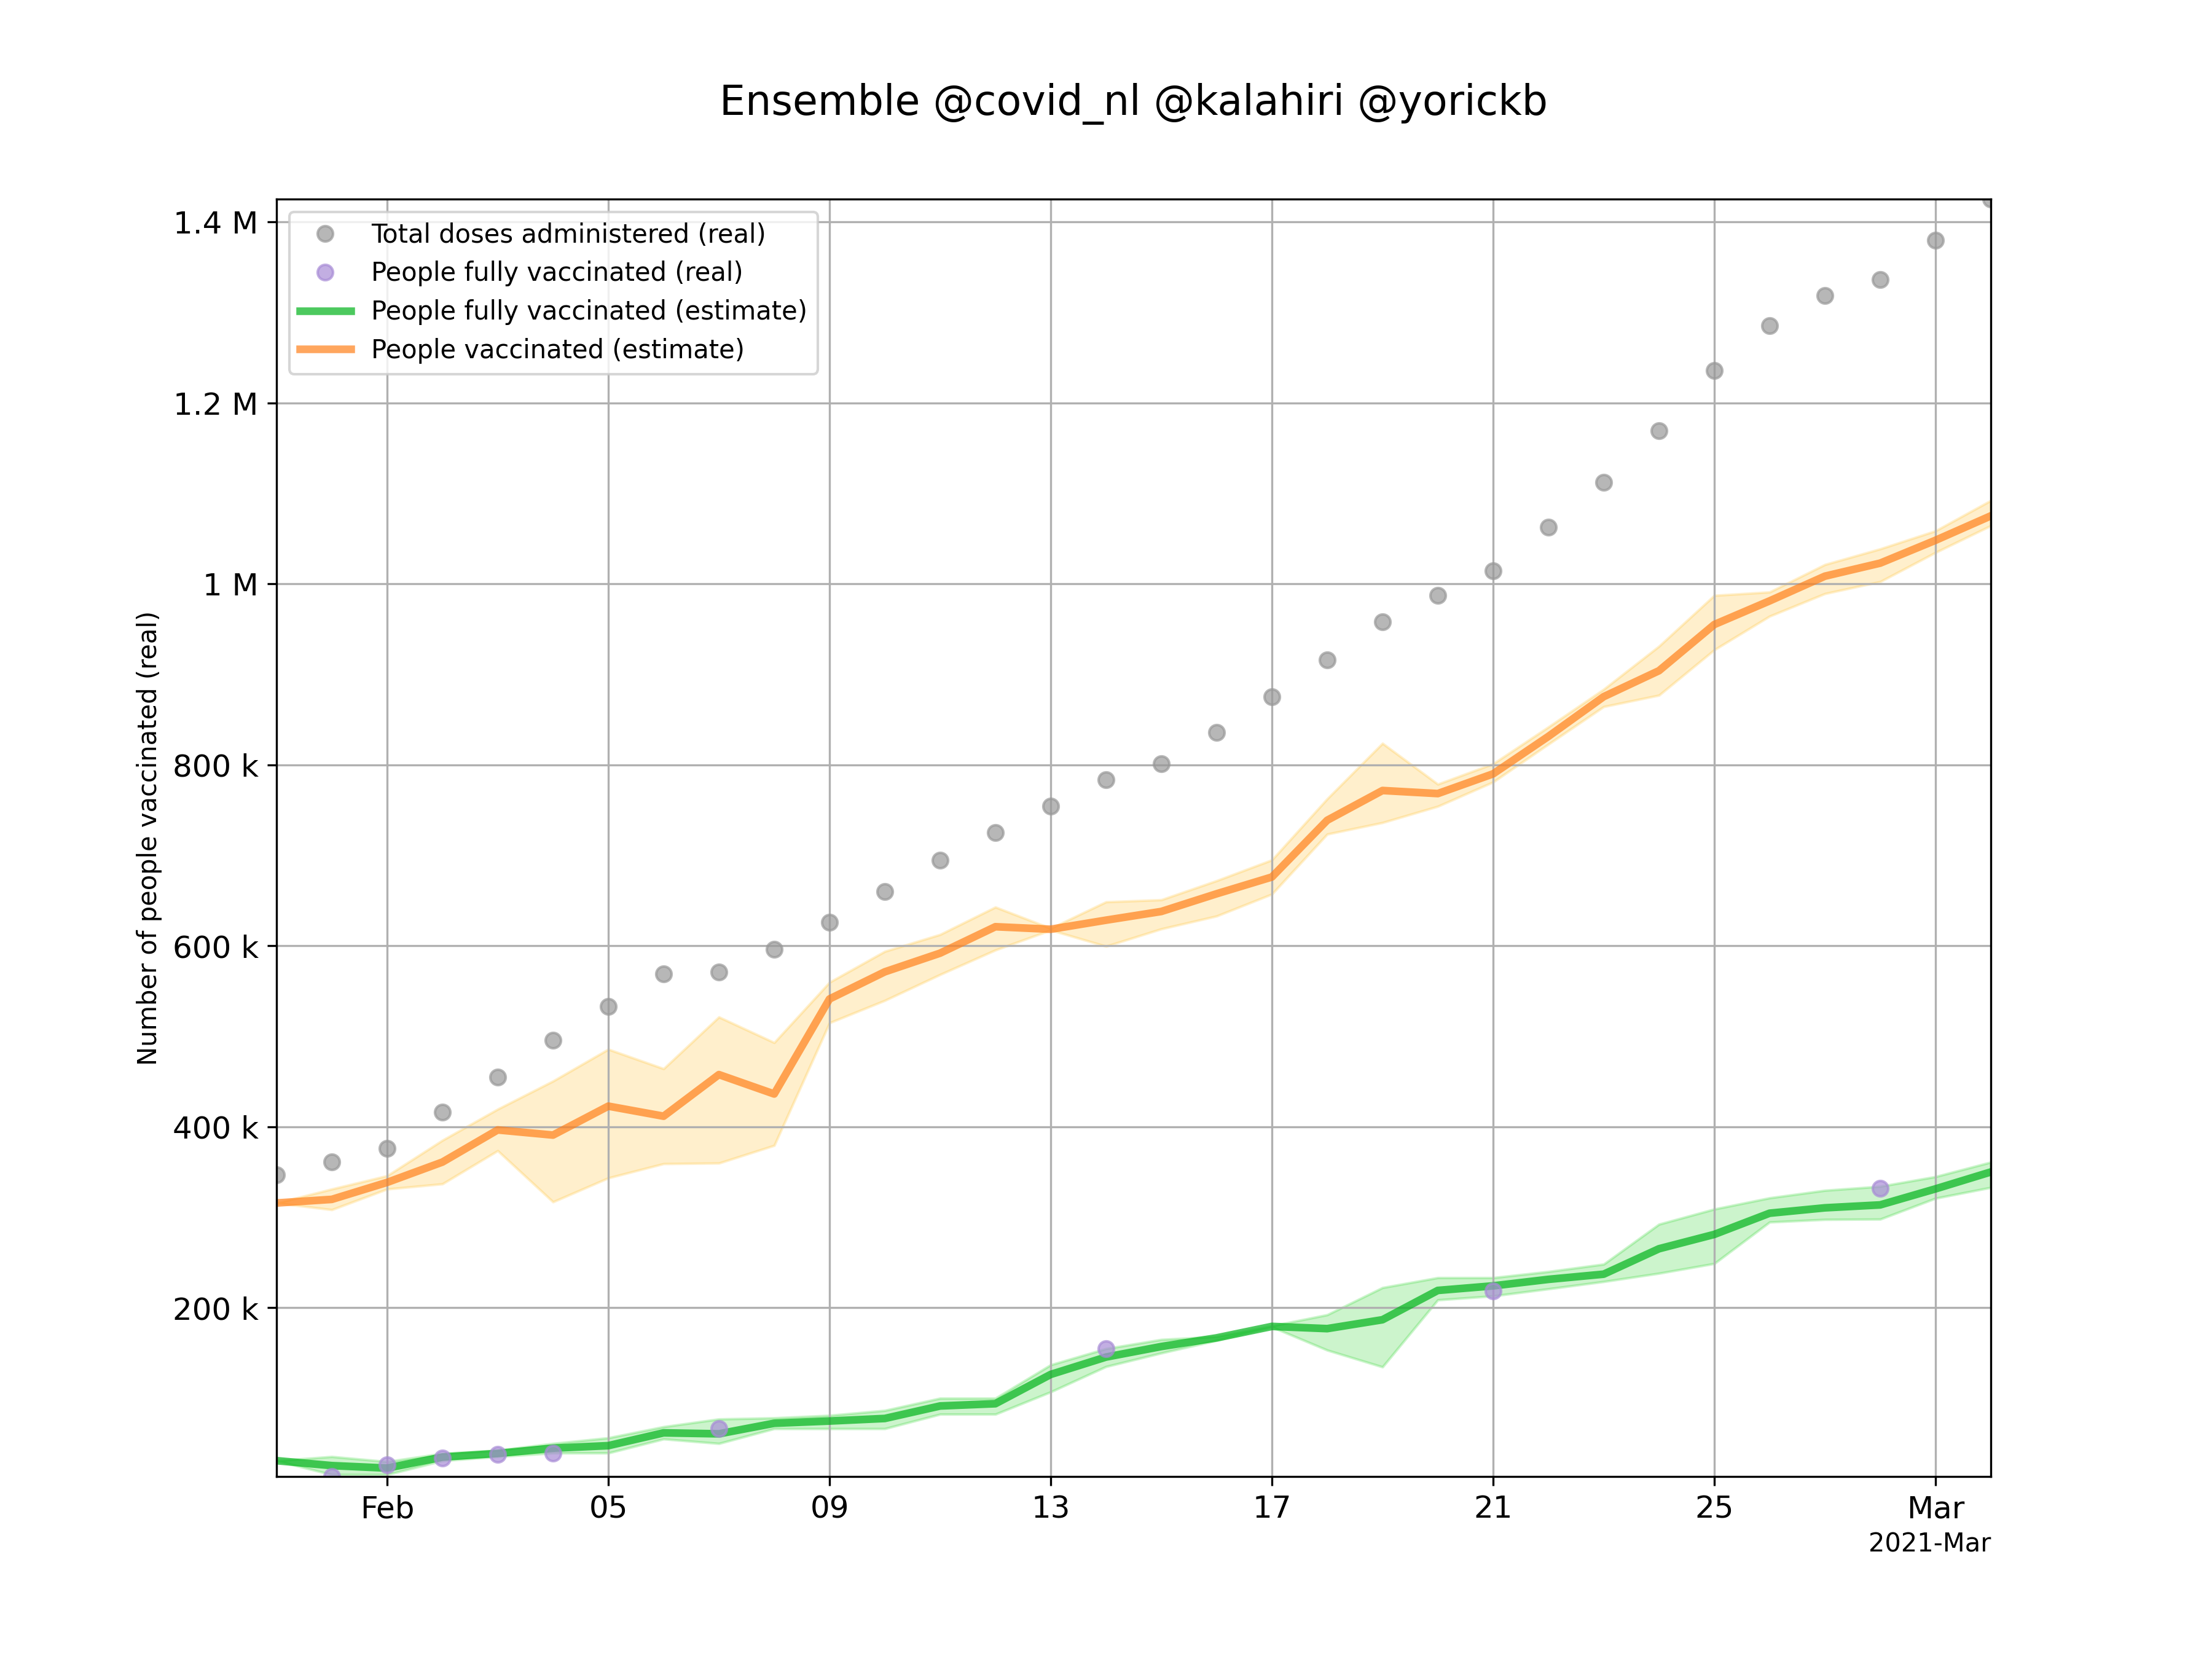 Ensemble @covid_nl @kalahiri @yorickb
Total doses administered (real)
People fully vaccinated (real)
People fully vaccinated (estimate)
People vaccinated (estimate)
Number of people vaccinated (real)
1.4 M
1.2 M
1 M
800 k
600 k
400 k
200 k
Feb 05 09 13 17 21 25 Mar
2021-Mar